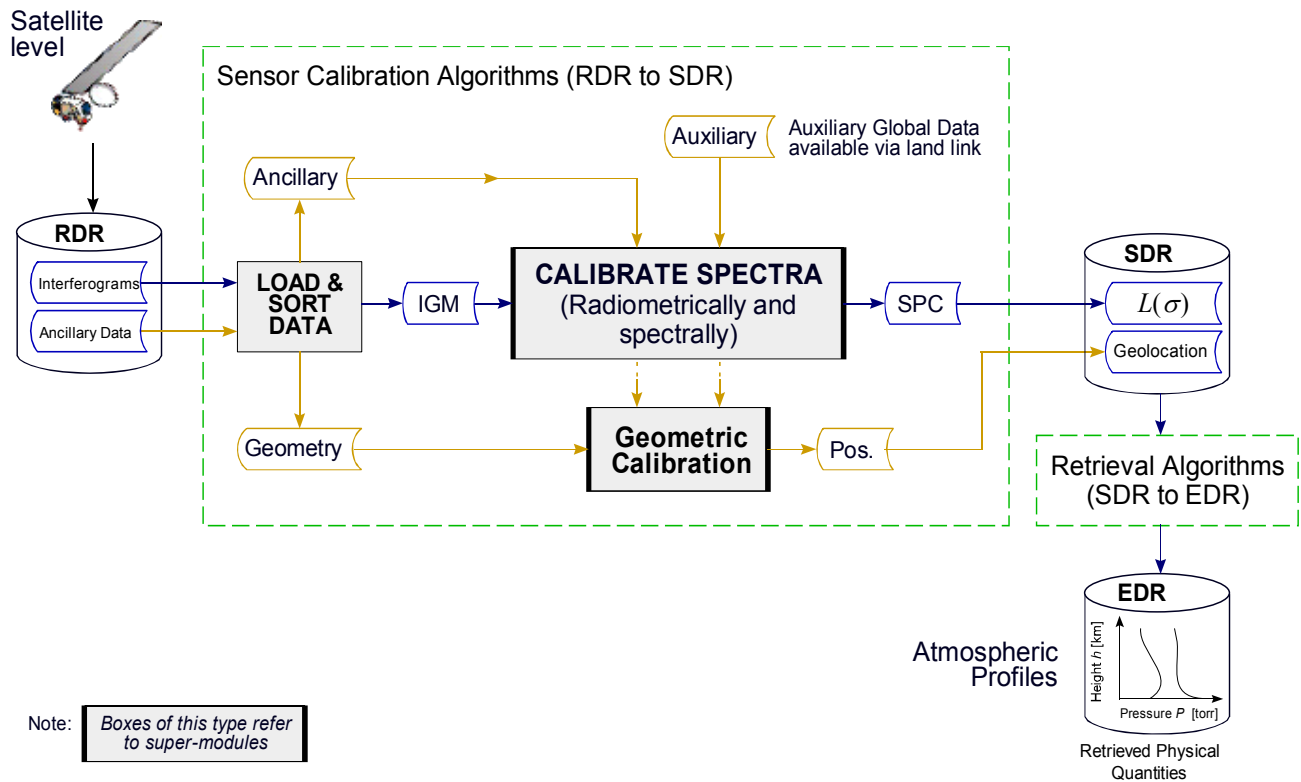 Satellite
level
Sensor Calibration Algorithms (RDR to SDR)
Auxiliary
Auxiliary Global Data
available via land link
Ancillary
RDR
Interferograms
Ancillary Data
LOAD &
SORT
DATA
IGM
CALIBRATE SPECTRA
(Radiometrically and
spectrally)
SPC
SDR
L(σ)
Geolocation
Geometry
Geometric
Calibration
Pos.
Retrieval Algorithms
(SDR to EDR)
EDR
Height h [km]
Pressure P [torr]
Atmospheric
Profiles
Retrieved Physical
Quantities
Note:
Boxes of this type refer
to super-modules